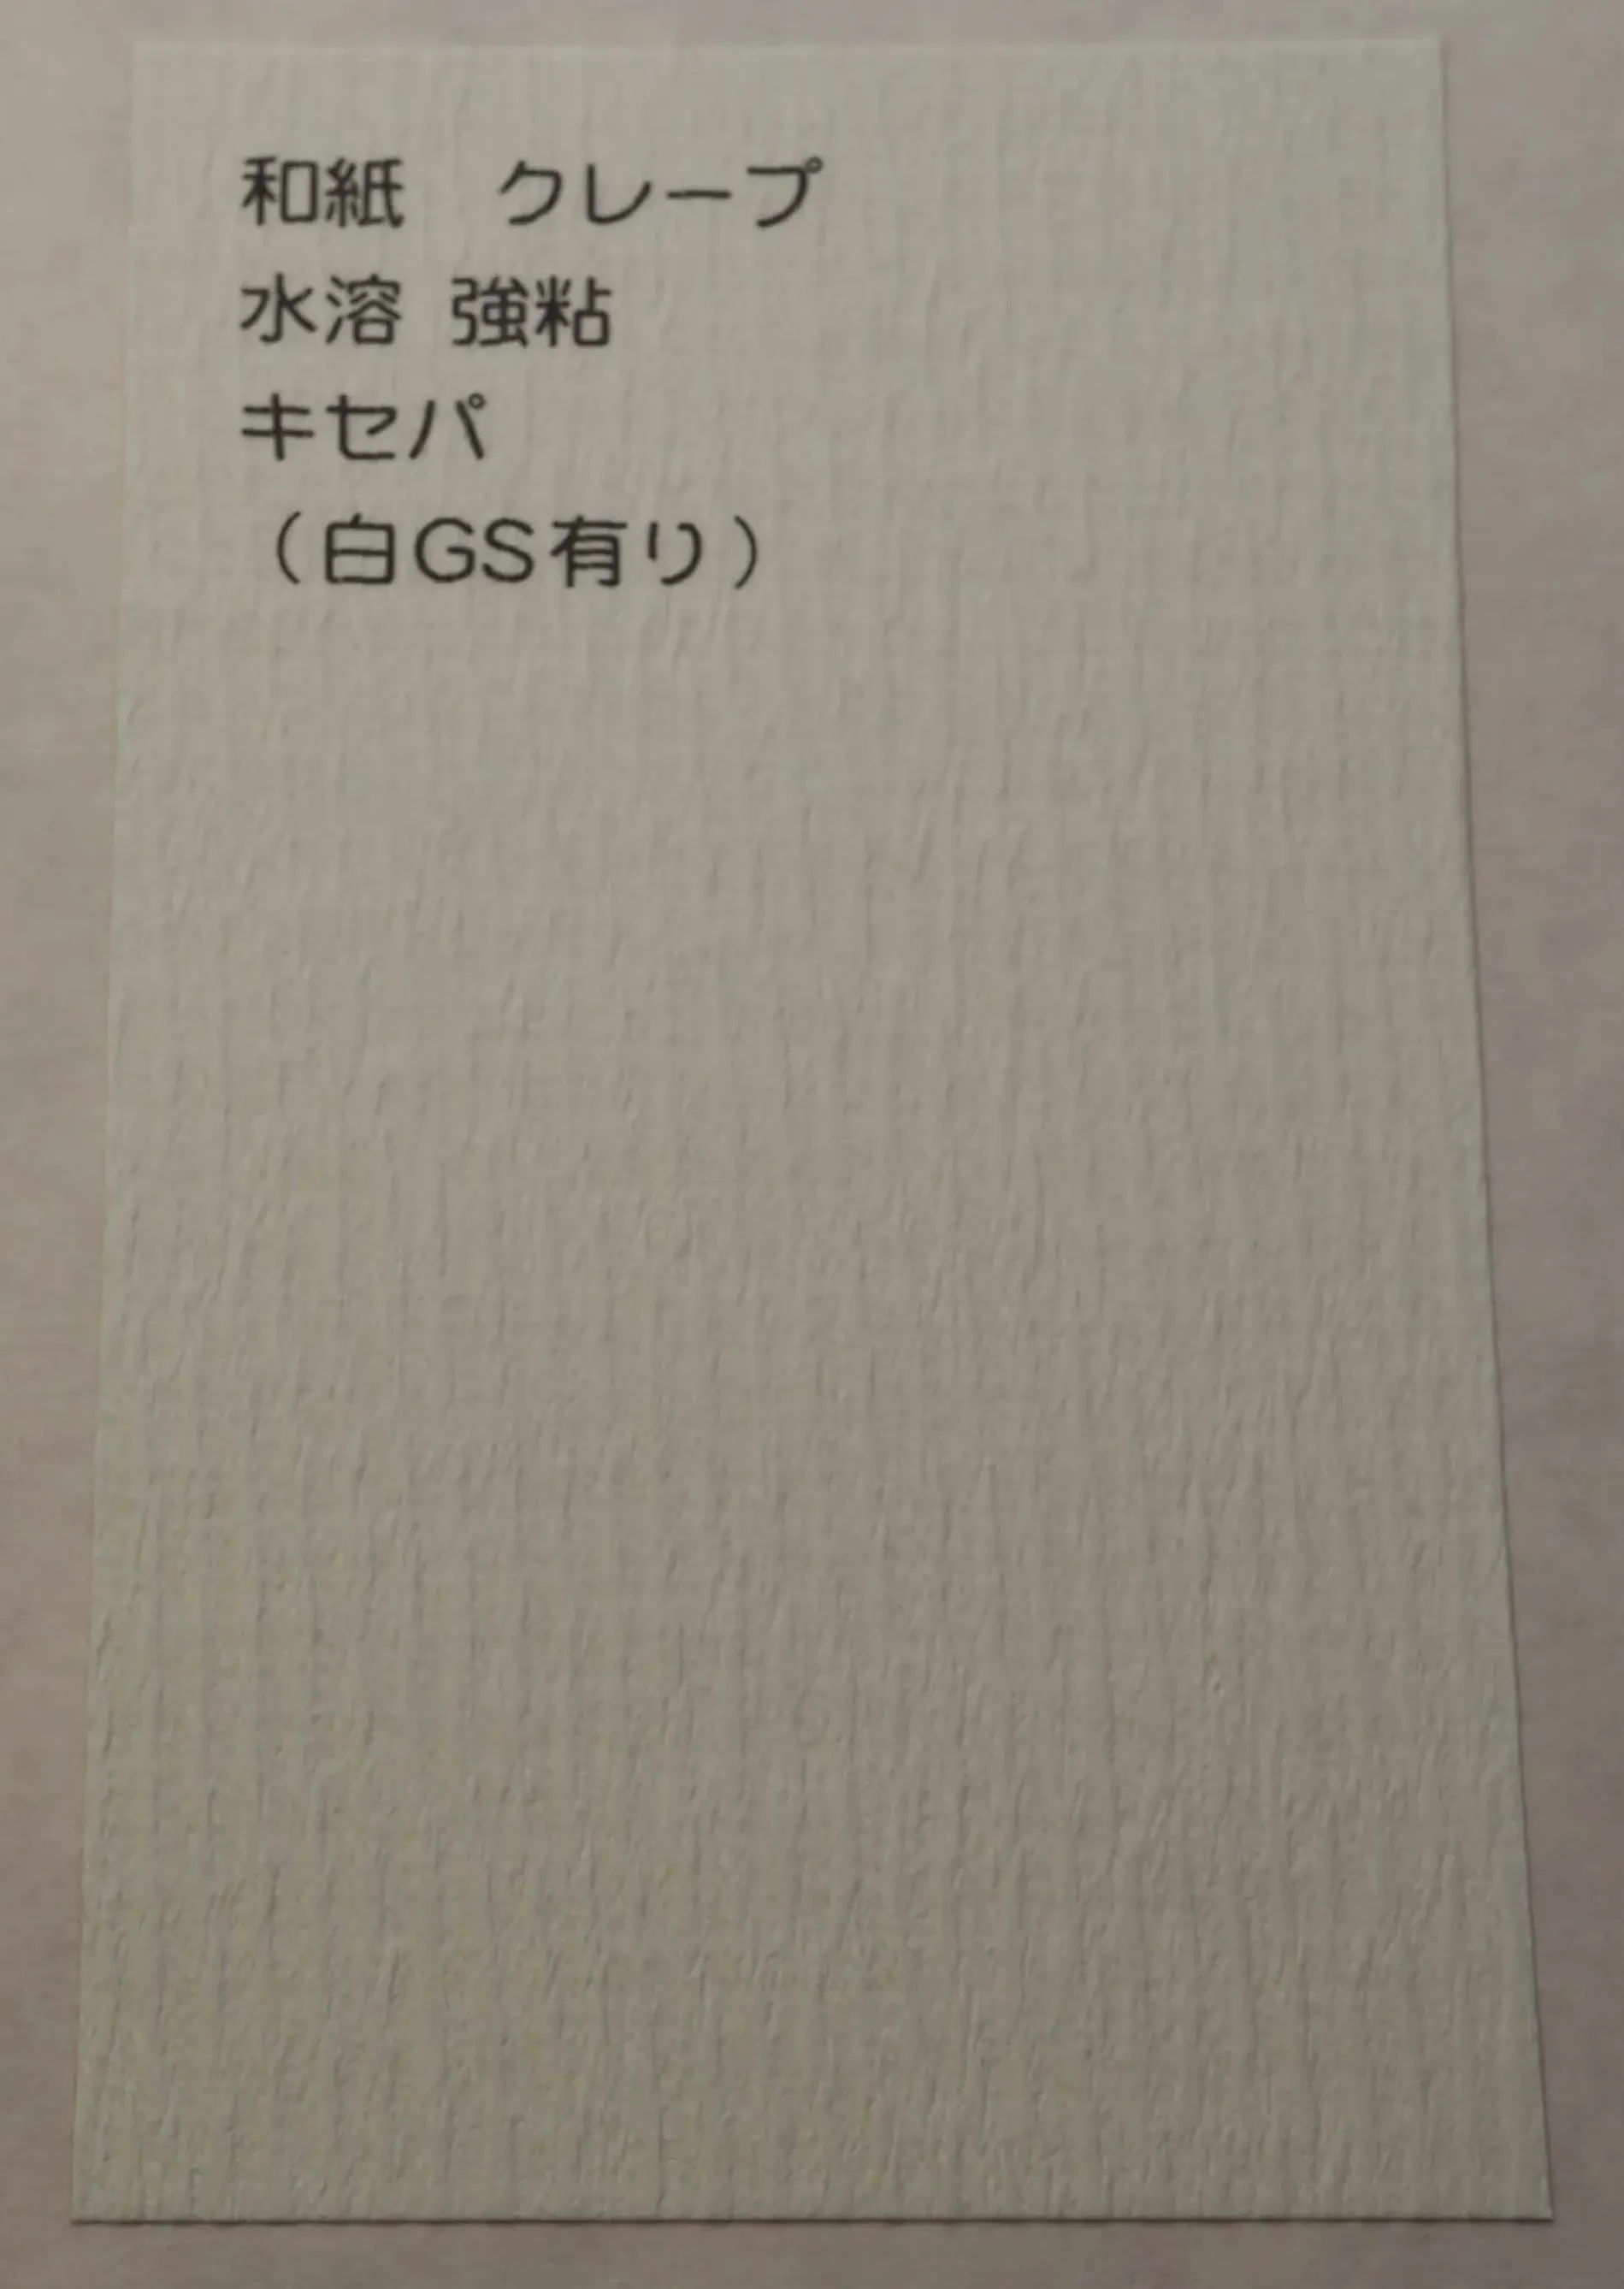 和紙　クレープ
水溶 強粘
キセパ
（白GS有り）